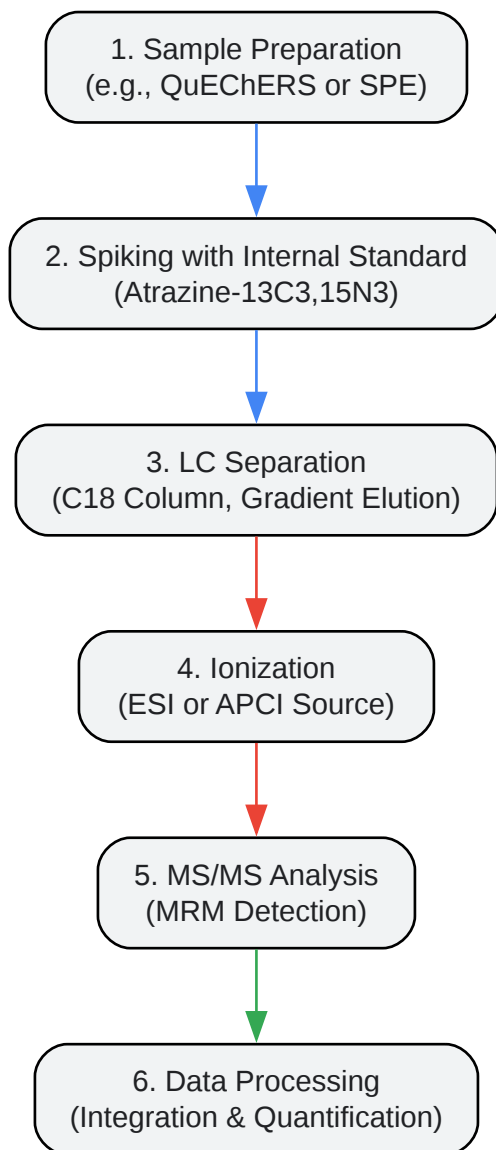 1. Sample Preparation
(e.g., QuEChERS or SPE)
2. Spiking with Internal Standard
(Atrazine-13C3,15N3)
3. LC Separation
(C18 Column, Gradient Elution)
4. Ionization
(ESI or APCI Source)
5. MS/MS Analysis
(MRM Detection)
6. Data Processing
(Integration & Quantification)